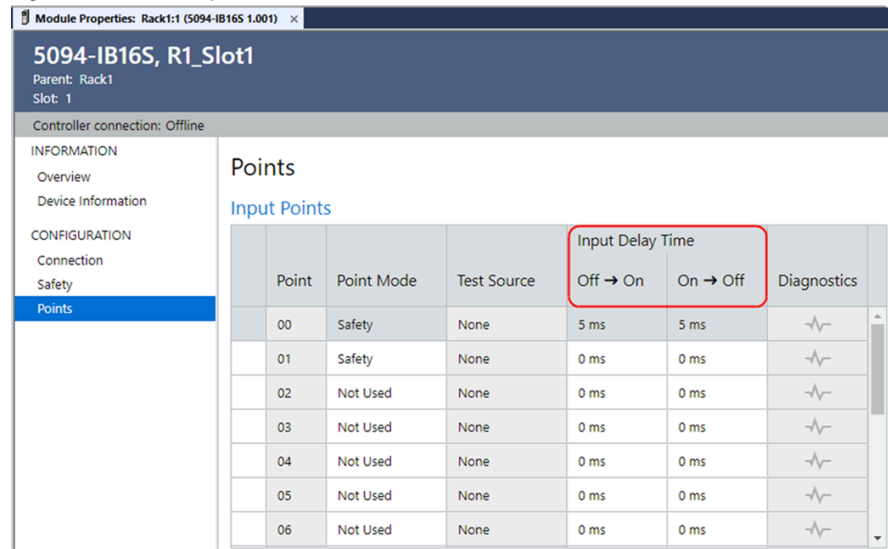 Module Properties: Rack1:1 (5094-IB16S 1.001) ×
5094-IB16S, R1_Slot1
Parent: Rack1
Slot: 1
Controller connection: Offline
INFORMATION
Overview
Device Information
CONFIGURATION
Connection
Safety
Points
Points
Input Points
Input Delay Time
Point Point Mode Test Source Off → On On → Off Diagnostics
00 Safety None 5 ms 5 ms
01 Safety None 0 ms 0 ms
02 Not Used None 0 ms 0 ms
03 Not Used None 0 ms 0 ms
04 Not Used None 0 ms 0 ms
05 Not Used None 0 ms 0 ms
06 Not Used None 0 ms 0 ms